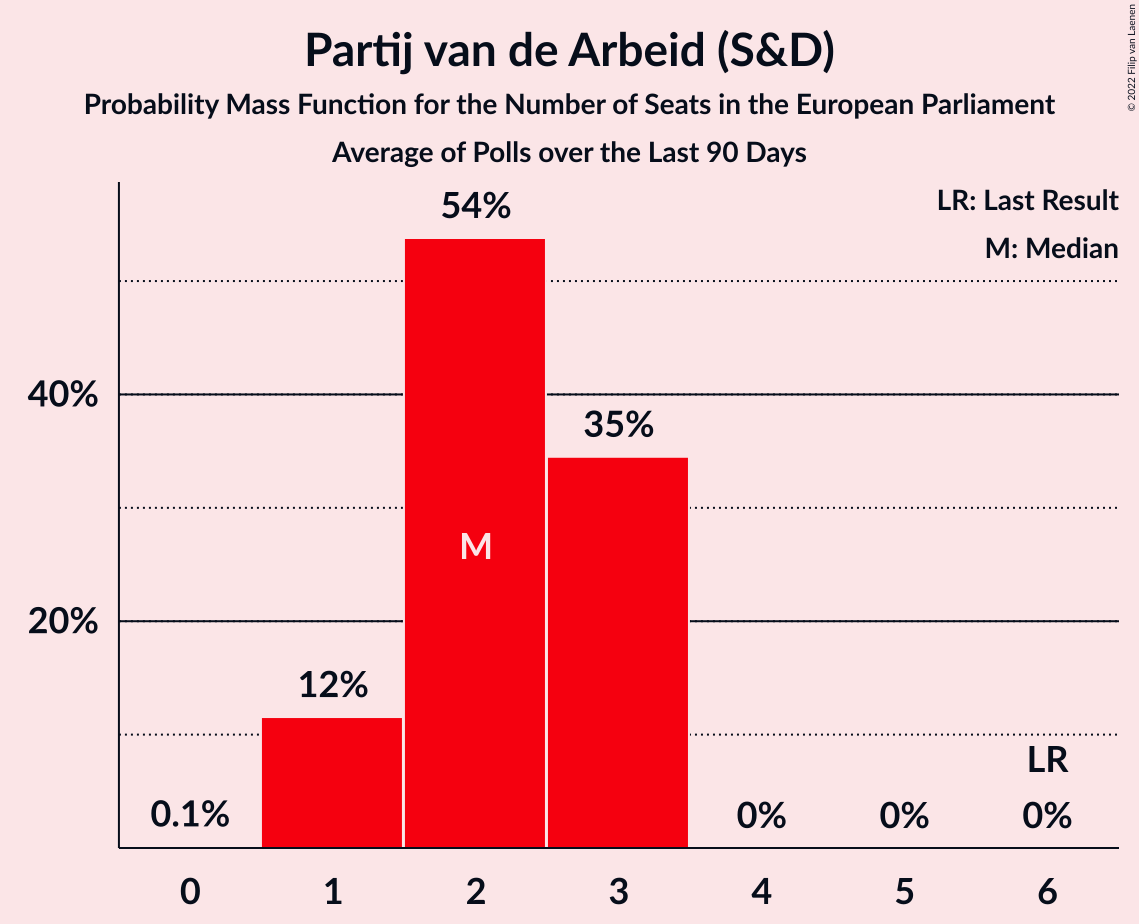 Partij van de Arbeid (S&D)
Probability Mass Function for the Number of Seats in the European Parliament
Average of Polls over the Last 90 Days
© 2022 Filip van Laenen
LR: Last Result
M: Median
54%
40%
35%
M
20%
12%
LR
0.1%
0%
0%
0%
0 1 2 3 4 5 6